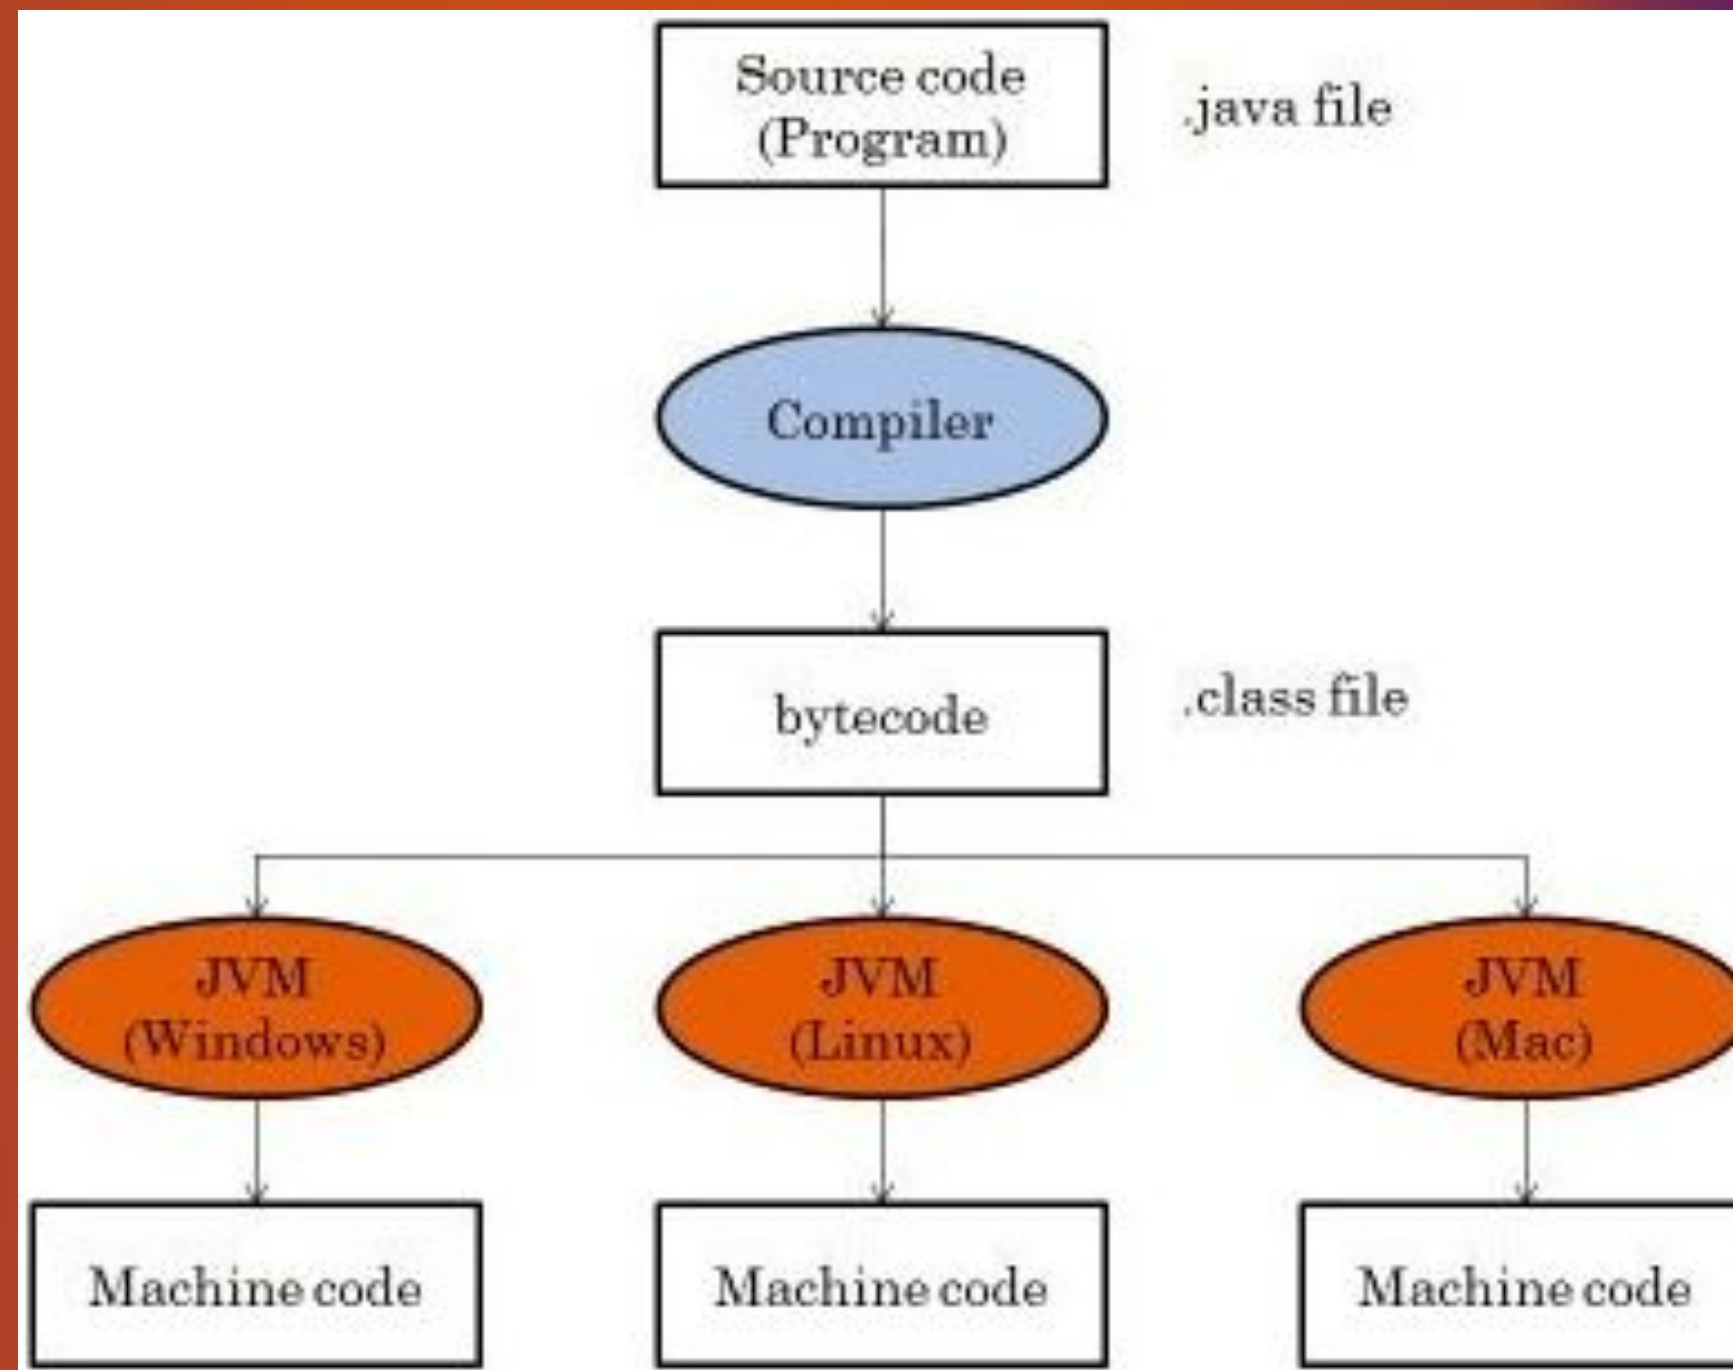 Source code
(Program)
.java file
Compiler
bytecode
.class file
JVM
(Windows)
JVM
(Linux)
JVM
(Mac)
Machine code
Machine code
Machine code